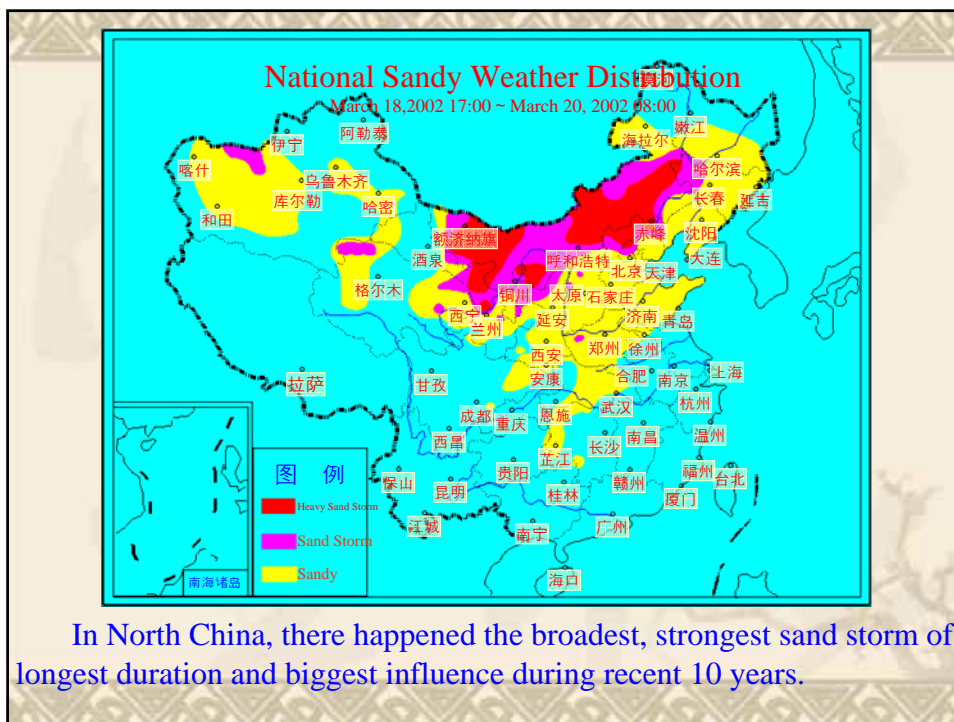 National Sandy Weather Distribution
March 18,2002 17:00 ~ March 20, 2002 08:00
阿勒泰
嫩江
伊宁
海拉尔
喀什
乌鲁木齐
哈尔滨
库尔勒
哈密
长春
延吉
和田
额济纳旗
赤峰
沈阳
酒泉
呼和浩特
北京
天津
大连
格尔木
铜川
太原
石家庄
西宁
兰州
延安
济南
青岛
西安
郑州
徐州
拉萨
甘孜
安康
合肥
南京
上海
成都
重庆
恩施
武汉
杭州
西昌
长沙
南昌
温州
芷江
图 例
保山
昆明
贵阳
桂林
赣州
福州
台北
厦门
Heavy Sand Storm
江城
南宁
广州
Sand Storm
Sandy
南海诸岛
海口
In North China, there happened the broadest, strongest sand storm of
longest duration and biggest influence during recent 10 years.